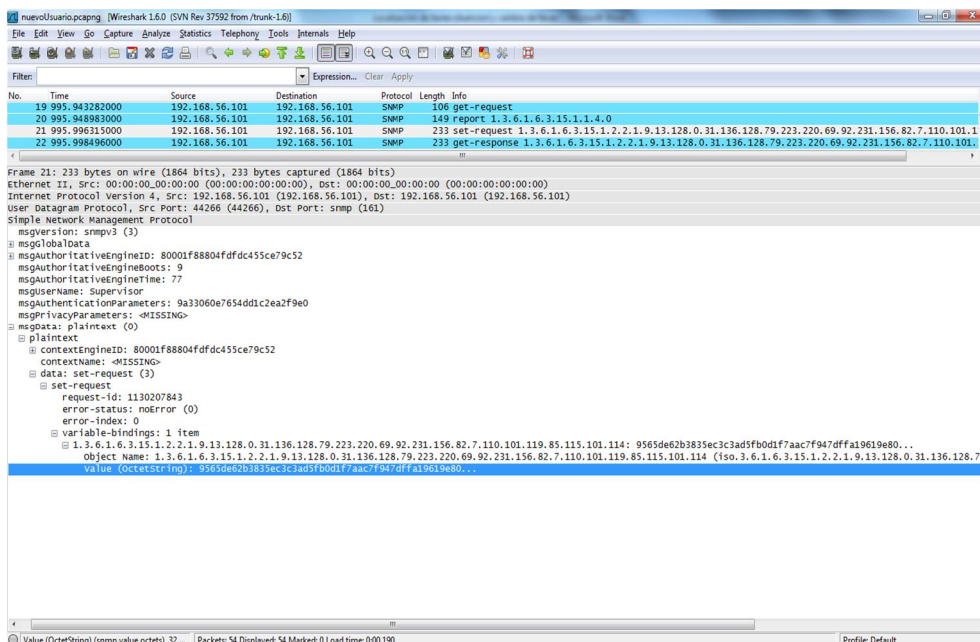 nuevoUsuario.pcapng [Wireshark 1.6.0 (SVN Rev 37592 from /trunk-1.6)]
File Edit View Go Capture Analyze Statistics Telephony Tools Internals Help
Filter: Expression... Clear Apply
No. Time Source Destination Protocol Length Info
19 995.943282000 192.168.56.101 192.168.56.101 SNMP 106 get-request
20 995.948983000 192.168.56.101 192.168.56.101 SNMP 149 report 1.3.6.1.6.3.15.1.1.4.0
21 995.996315000 192.168.56.101 192.168.56.101 SNMP 233 set-request 1.3.6.1.6.3.15.1.2.2.1.9.13.128.0.31.136.128.79.223.220.69.92.231.156.82.7.110.101.1
22 995.998496000 192.168.56.101 192.168.56.101 SNMP 233 get-response 1.3.6.1.6.3.15.1.2.2.1.9.13.128.0.31.136.128.79.223.220.69.92.231.156.82.7.110.101.
Frame 21: 233 bytes on wire (1864 bits), 233 bytes captured (1864 bits)
Ethernet II, Src: 00:00:00_00:00:00 (00:00:00:00:00:00), Dst: 00:00:00_00:00:00 (00:00:00:00:00:00)
Internet Protocol Version 4, Src: 192.168.56.101 (192.168.56.101), Dst: 192.168.56.101 (192.168.56.101)
User Datagram Protocol, Src Port: 44266 (44266), Dst Port: snmp (161)
Simple Network Management Protocol
msgVersion: snmpv3 (3)
msgGlobalData
msgAuthoritativeEngineID: 80001f88804fdfdc455ce79c52
msgAuthoritativeEngineBoots: 9
msgAuthoritativeEngineTime: 77
msgUserName: Supervisor
msgAuthenticationParameters: 9a33060e7654dd1c2ea2f9e0
msgPrivacyParameters: <MISSING>
msgData: plaintext (0)
plaintext
contextEngineID: 80001f88804fdfdc455ce79c52
contextName: <MISSING>
data: set-request (3)
set-request
request-id: 1130207843
error-status: noError (0)
error-index: 0
variable-bindings: 1 item
1.3.6.1.6.3.15.1.2.2.1.9.13.128.0.31.136.128.79.223.220.69.92.231.156.82.7.110.101.119.85.115.101.114: 9565de62b3835ec3c3ad5fb0d1f7aac7f947dffa19619e80...
Object Name: 1.3.6.1.6.3.15.1.2.2.1.9.13.128.0.31.136.128.79.223.220.69.92.231.156.82.7.110.101.119.85.115.101.114 (iso.3.6.1.6.3.15.1.2.2.1.9.13.128.0.31.136.128.7
Value (OctetString): 9565de62b3835ec3c3ad5fb0d1f7aac7f947dffa19619e80...
Value (OctetString) (snmp.value.octets), 32 ... Packets: 54 Displayed: 54 Marked: 0 Load time: 0:00.190 Profile: Default